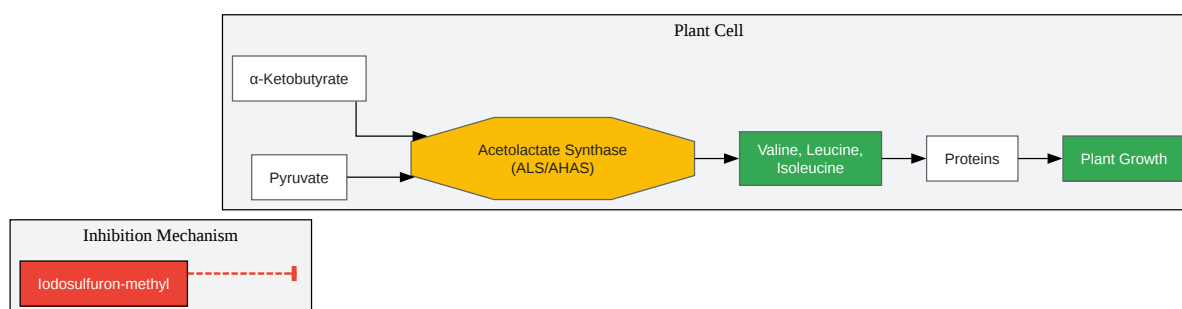 Plant Cell
α-Ketobutyrate
Pyruvate
Acetolactate Synthase
(ALS/AHAS)
Valine, Leucine,
Isoleucine
Proteins
Plant Growth
Inhibition Mechanism
Iodosulfuron-methyl